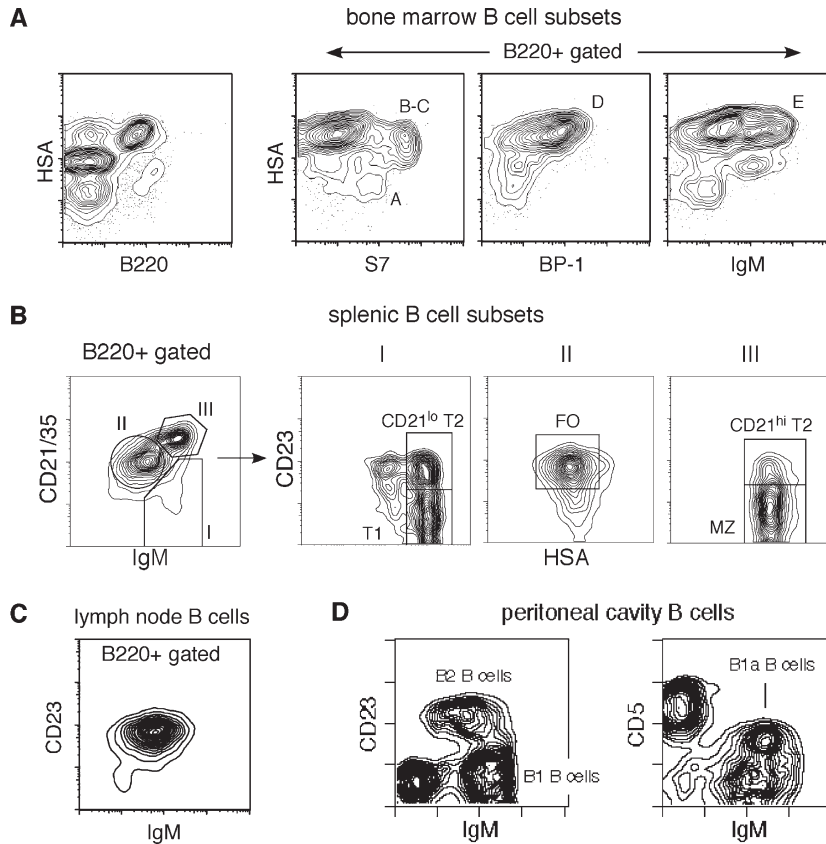 A
bone marrow B cell subsets
B220+ gated
HSA
B220
HSA
S7
B-C
A
BP-1
D
IgM
E
B
splenic B cell subsets
B220+ gated
I
II
III
CD21/35
IgM
II
III
I
CD23
CD21lo T2
T1
FO
HSA
CD21hi T2
MZ
C
lymph node B cells
B220+ gated
CD23
IgM
D
peritoneal cavity B cells
CD23
B2 B cells
B1 B cells
IgM
CD5
B1a B cells
IgM